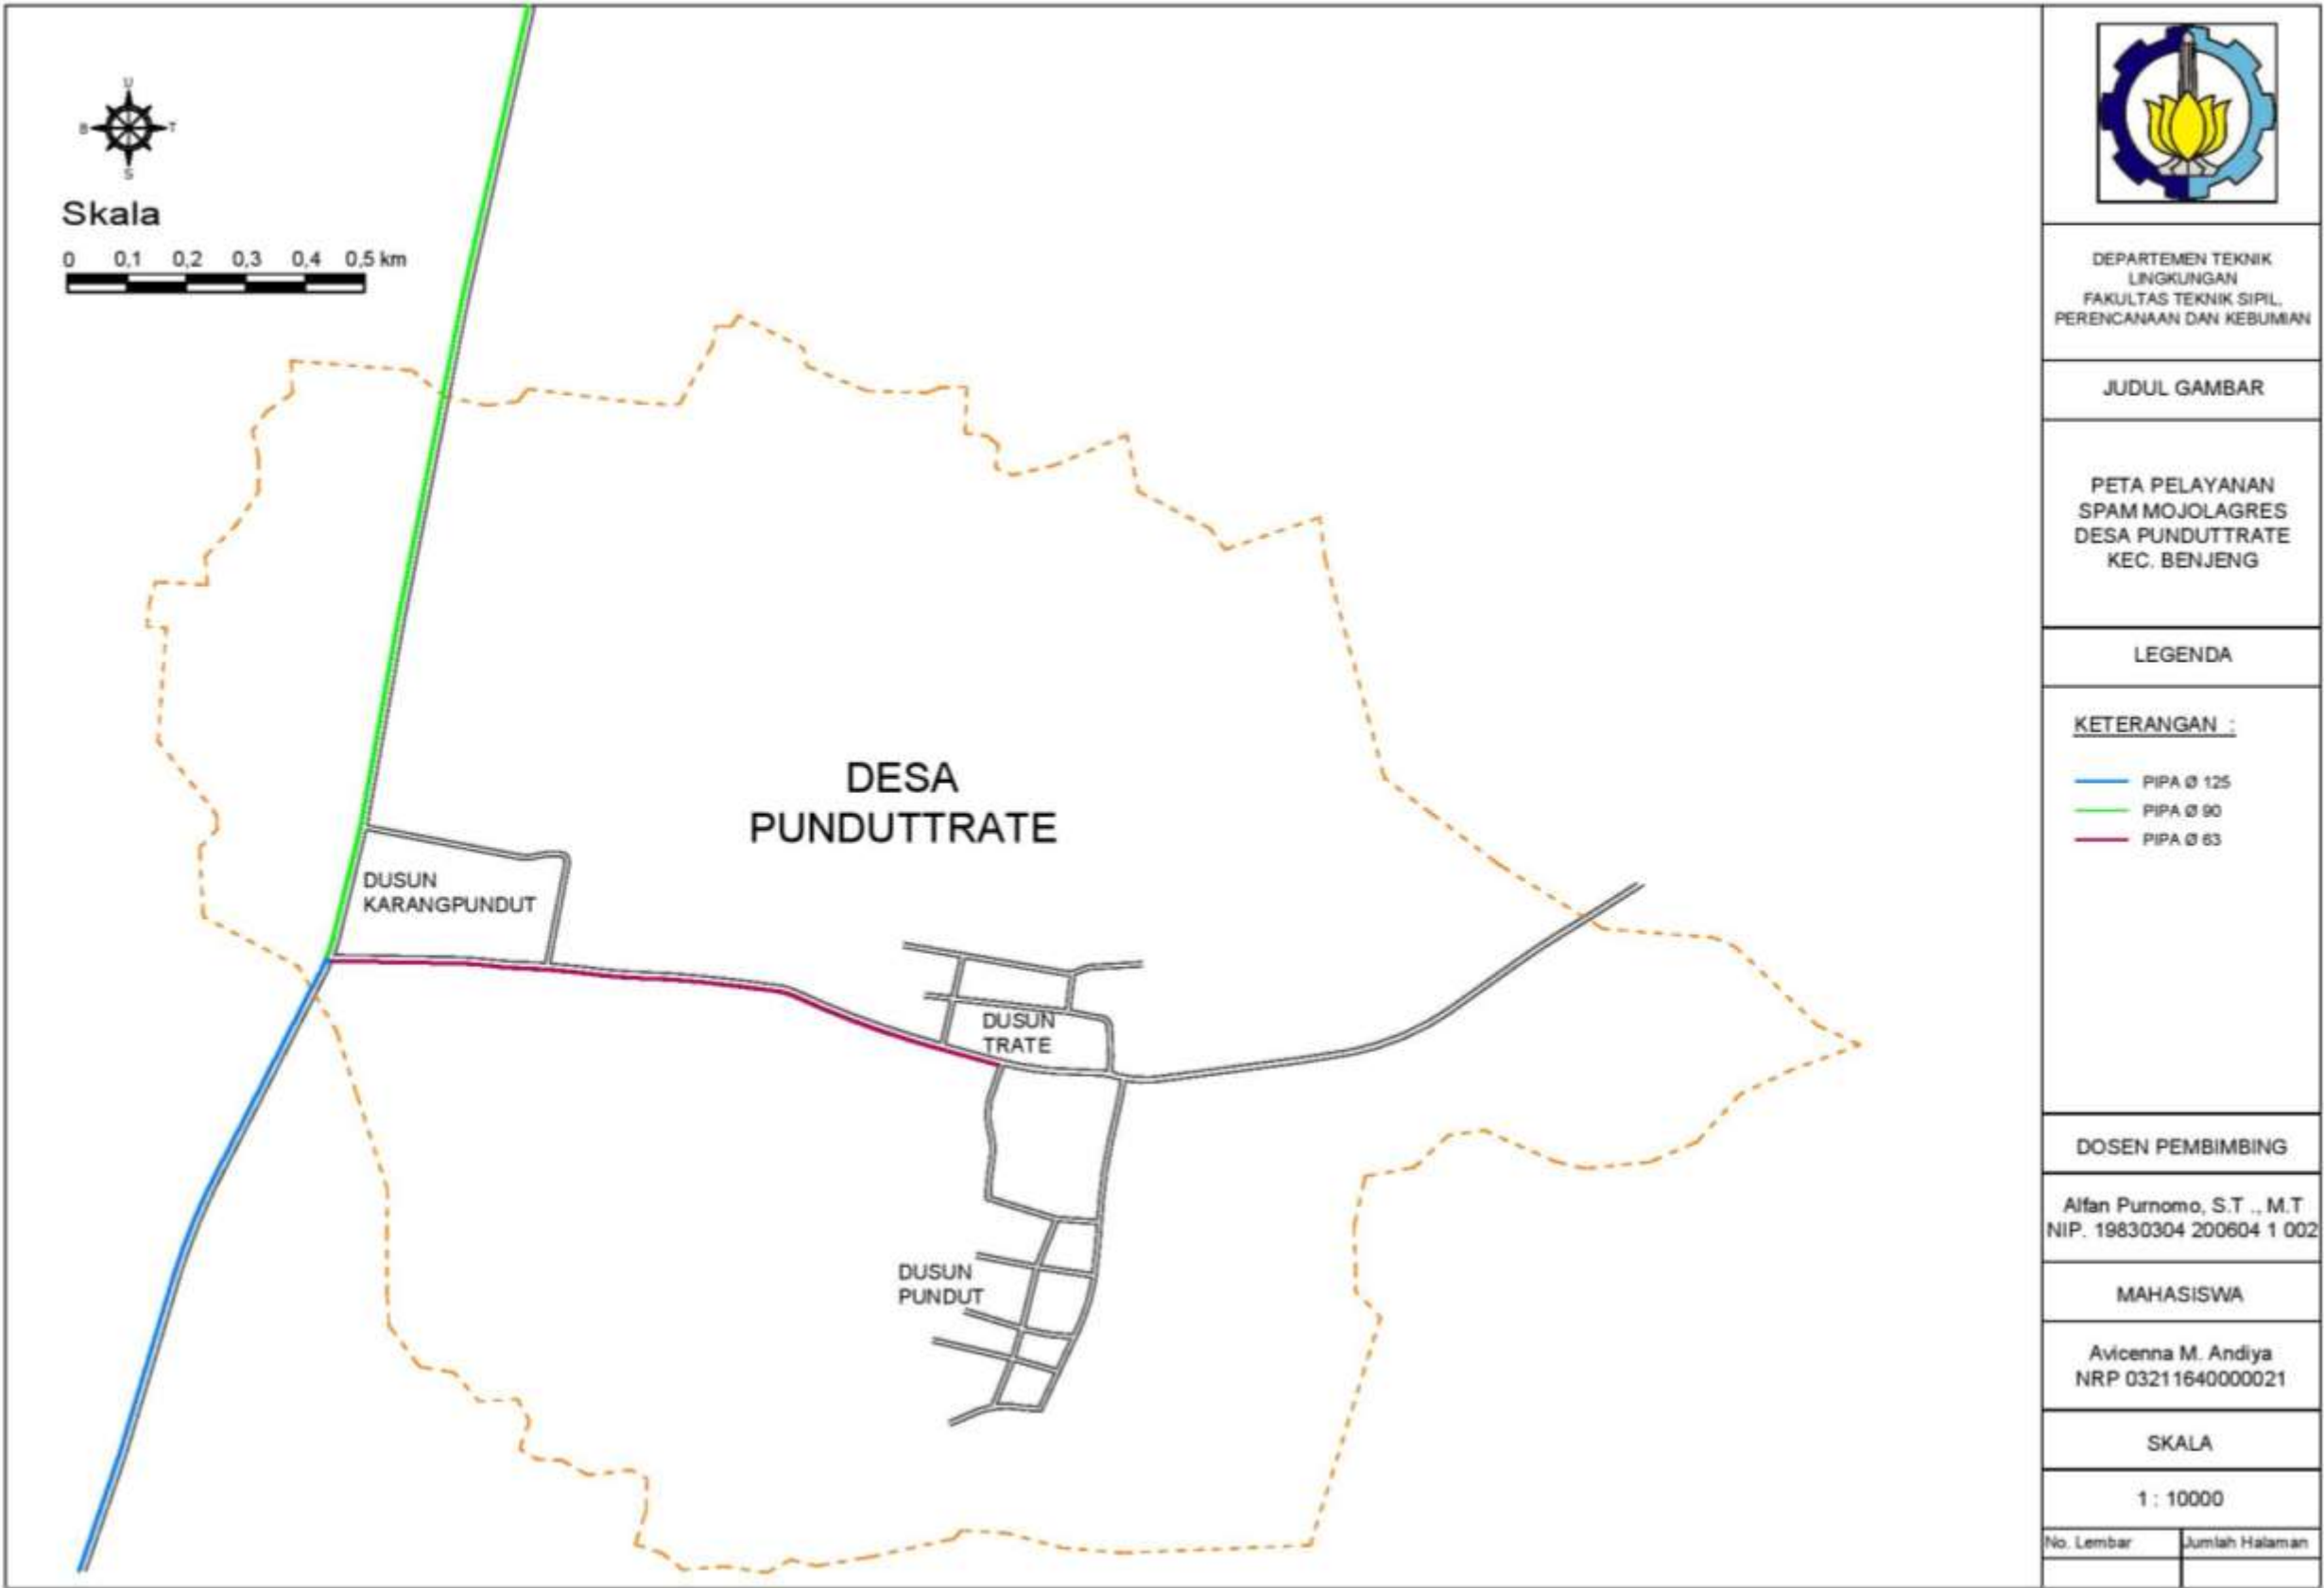 U
B
T
S
Skala
0 0,1 0,2 0,3 0,4 0,5 km
DESA
PUNDUTTRATE
DUSUN
KARANGPUNDUT
DUSUN
TRATE
DUSUN
PUNDUT
DEPARTEMEN TEKNIK
LINGKUNGAN
FAKULTAS TEKNIK SIPIL,
PERENCANAAN DAN KEBUMIAN
JUDUL GAMBAR
PETA PELAYANAN
SPAM MOJOLAGRES
DESA PUNDUTTRATE
KEC. BENJENG
LEGENDA
KETERANGAN :
PIPA Ø 125
PIPA Ø 90
PIPA Ø 63
DOSEN PEMBIMBING
Alfan Purnomo, S.T ., M.T
NIP. 19830304 200604 1 002
MAHASISWA
Avicenna M. Andiya
NRP 03211640000021
SKALA
1 : 10000
No. Lembar Jumlah Halaman